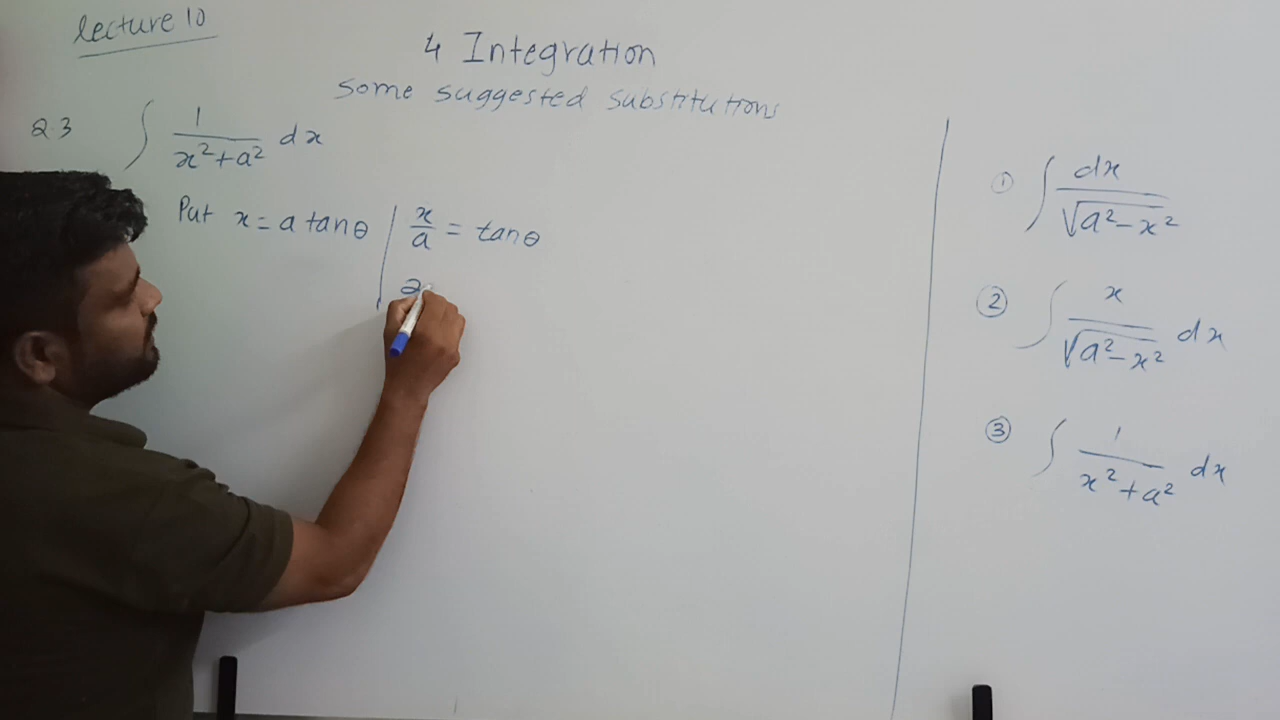 lecture 10
4 Integration
some suggested substitutions
Q3 ∫ 1/(x²+a²) dx
Put x = a tanθ | x/a = tanθ
① ∫ dx/√(a²-x²)
② ∫ x/√(a²-x²) dx
③ ∫ 1/(x²+a²) dx